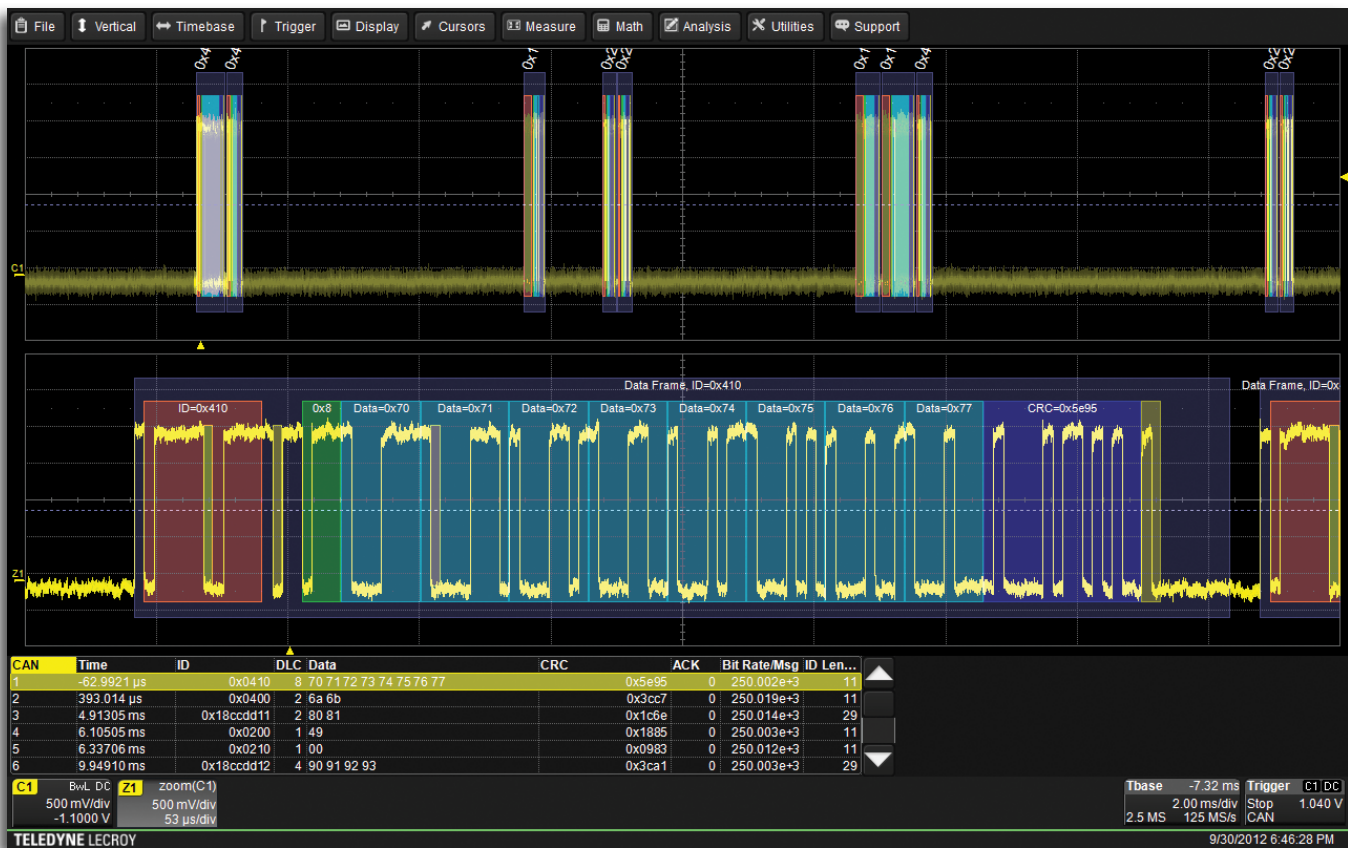 File Vertical Timebase Trigger Display Cursors Measure Math Analysis Utilities Support
0x4 0x4 0x1 0x2 0x2 0x1 0x1 0x4 0x2 0x2
C1
Data Frame, ID=0x410 Data Frame, ID=0x
ID=0x410 0x8 Data=0x70 Data=0x71 Data=0x72 Data=0x73 Data=0x74 Data=0x75 Data=0x76 Data=0x77 CRC=0x5e95
Z1
CAN Time ID DLC Data CRC ACK Bit Rate/Msg ID Len...
1 -62.9921 µs 0x0410 8 70 71 72 73 74 75 76 77 0x5e95 0 250.002e+3 11
2 393.014 µs 0x0400 2 6a 6b 0x3cc7 0 250.019e+3 11
3 4.91305 ms 0x18ccdd11 2 80 81 0x1c6e 0 250.014e+3 29
4 6.10505 ms 0x0200 1 49 0x1885 0 250.003e+3 11
5 6.33706 ms 0x0210 1 00 0x0983 0 250.012e+3 11
6 9.94910 ms 0x18ccdd12 4 90 91 92 93 0x3ca1 0 250.003e+3 29
C1 BwL DC Z1 zoom(C1) Tbase -7.32 ms Trigger C1 DC
500 mV/div 500 mV/div 2.00 ms/div Stop 1.040 V
-1.1000 V 53 µs/div 2.5 MS 125 MS/s CAN
TELEDYNE LECROY 9/30/2012 6:46:28 PM